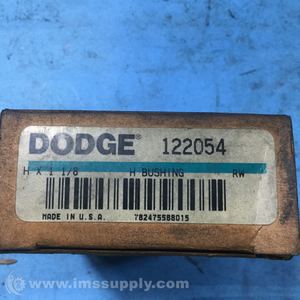 DODGE® 122054
H X 1 1/8 H BUSHING RW
MADE IN U.S.A. 782475588015
© www.imssupply.com